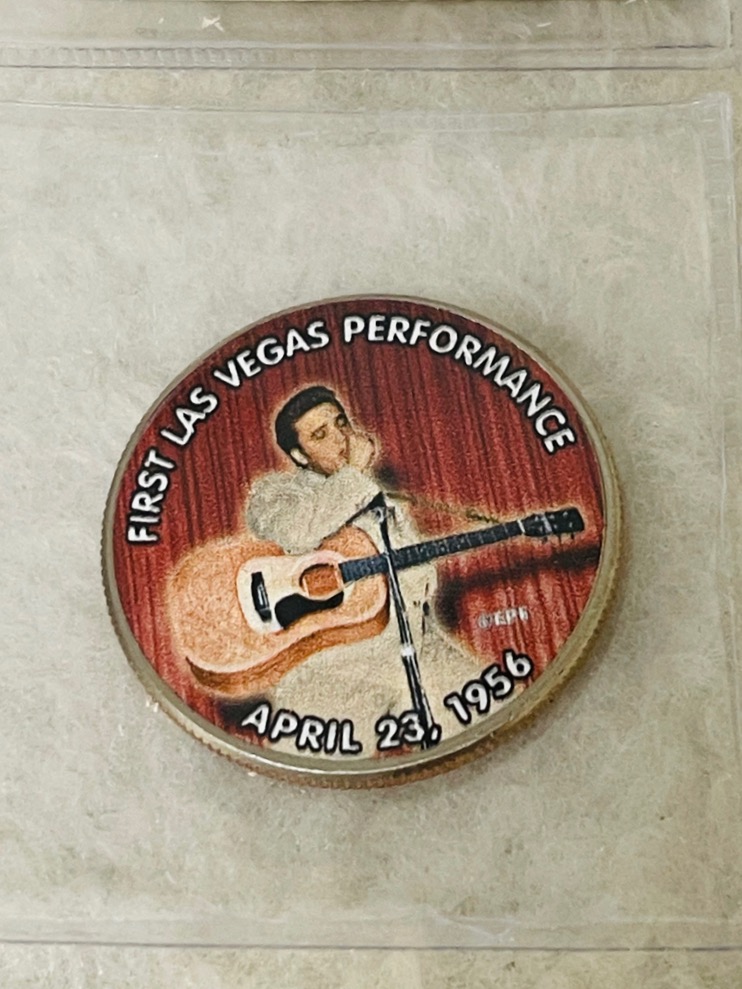 FIRST LAS VEGAS PERFORMANCE
©EPE
APRIL 23, 1956